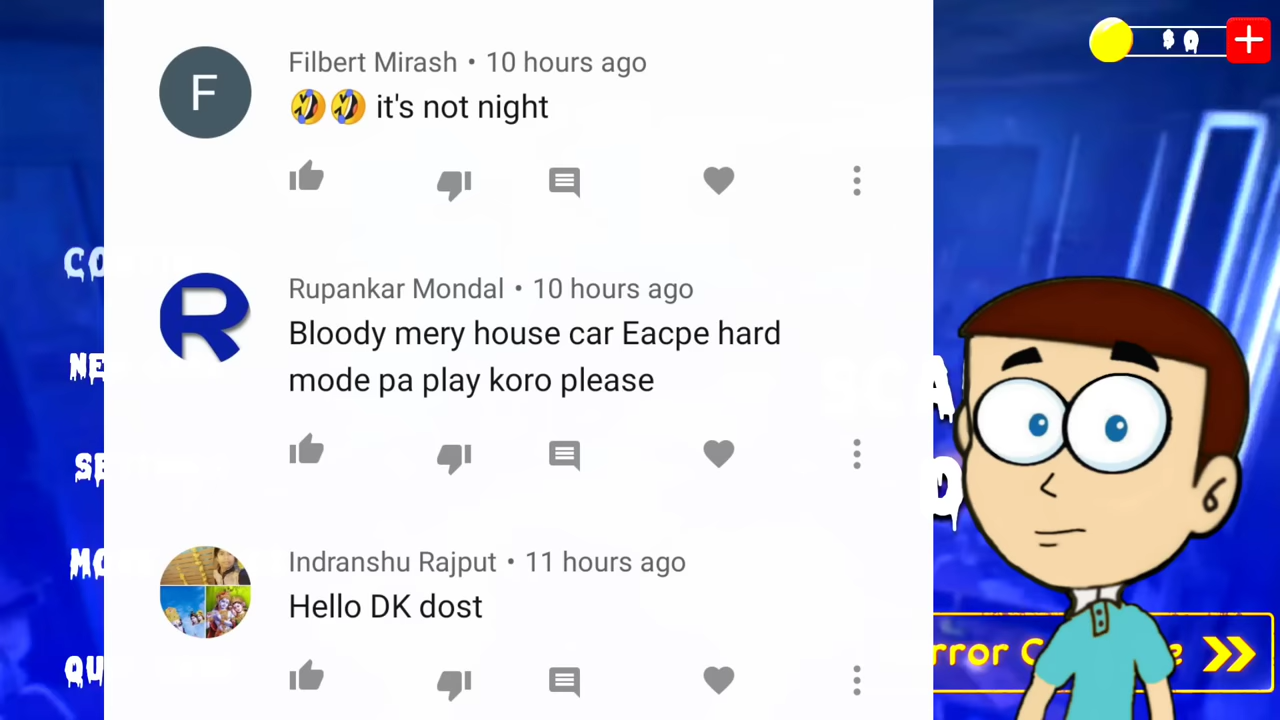 $ 0
F
Filbert Mirash • 10 hours ago
🤣🤣 it's not night
R
Rupankar Mondal • 10 hours ago
Bloody mery house car Eacpe hard
mode pa play koro please
Indranshu Rajput • 11 hours ago
Hello DK dost